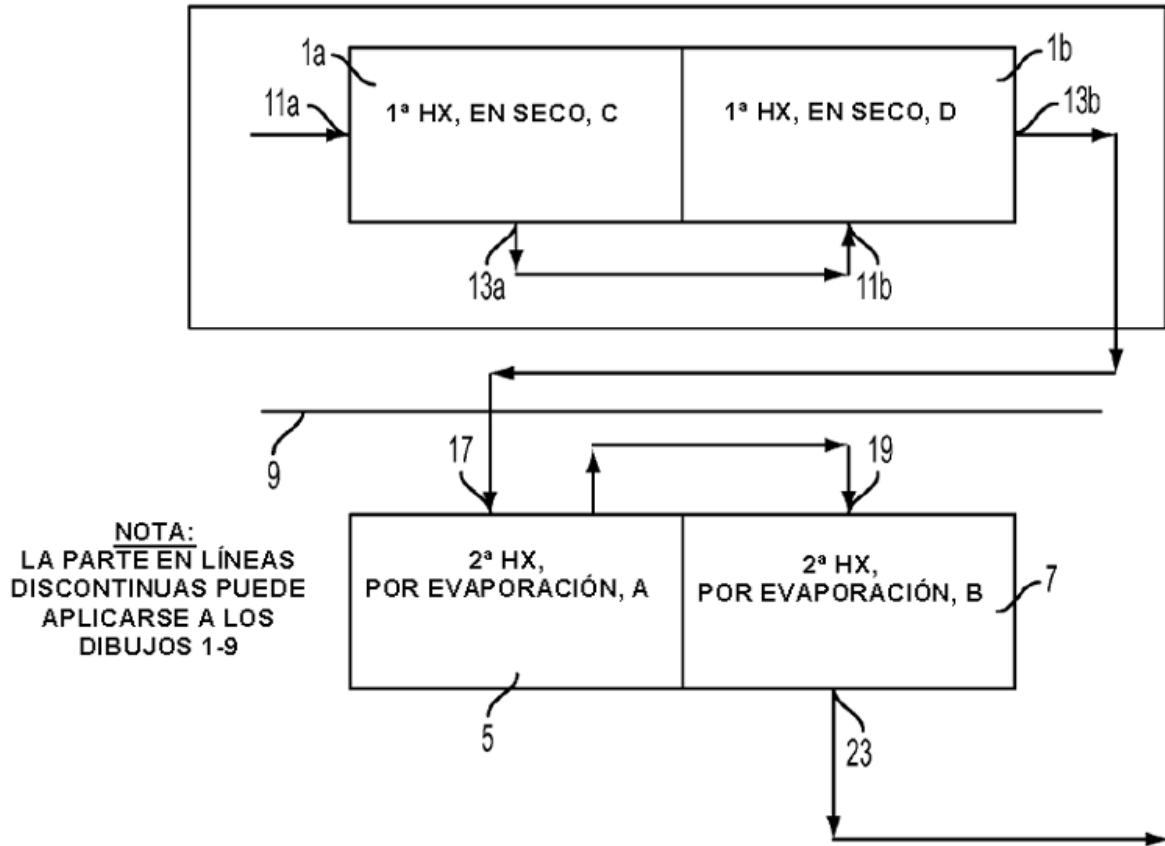 1a
1b
11a
1ª HX, EN SECO, C
1ª HX, EN SECO, D
13b
13a
11b
9
17
19
NOTA:
LA PARTE EN LÍNEAS
DISCONTINUAS PUEDE
APLICARSE A LOS
DIBUJOS 1-9
2ª HX,
POR EVAPORACIÓN, A
2ª HX,
POR EVAPORACIÓN, B
7
5
23